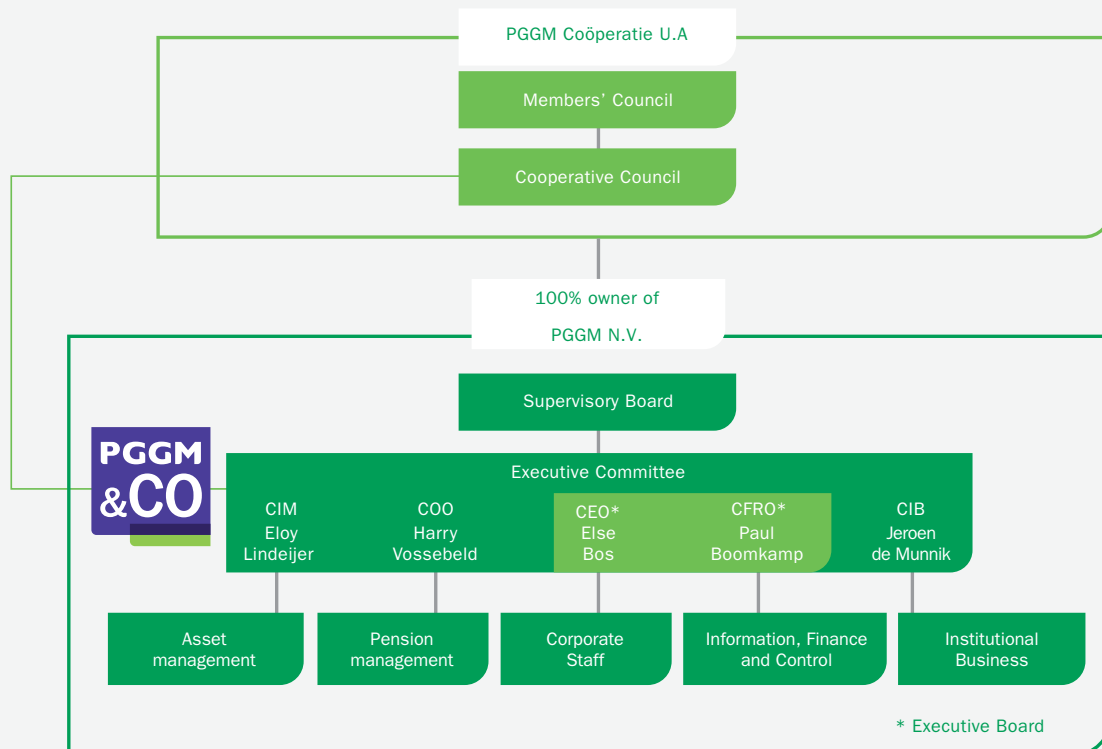 PGGM Coöperatie U.A
Members’ Council
Cooperative Council
100% owner of
PGGM N.V.
Supervisory Board
PGGM
&CO
Executive Committee
CIM
Eloy
Lindeijer
COO
Harry
Vossebeld
CEO*
Else
Bos
CFRO*
Paul
Boomkamp
CIB
Jeroen
de Munnik
Asset
management
Pension
management
Corporate
Staff
Information, Finance
and Control
Institutional
Business
* Executive Board